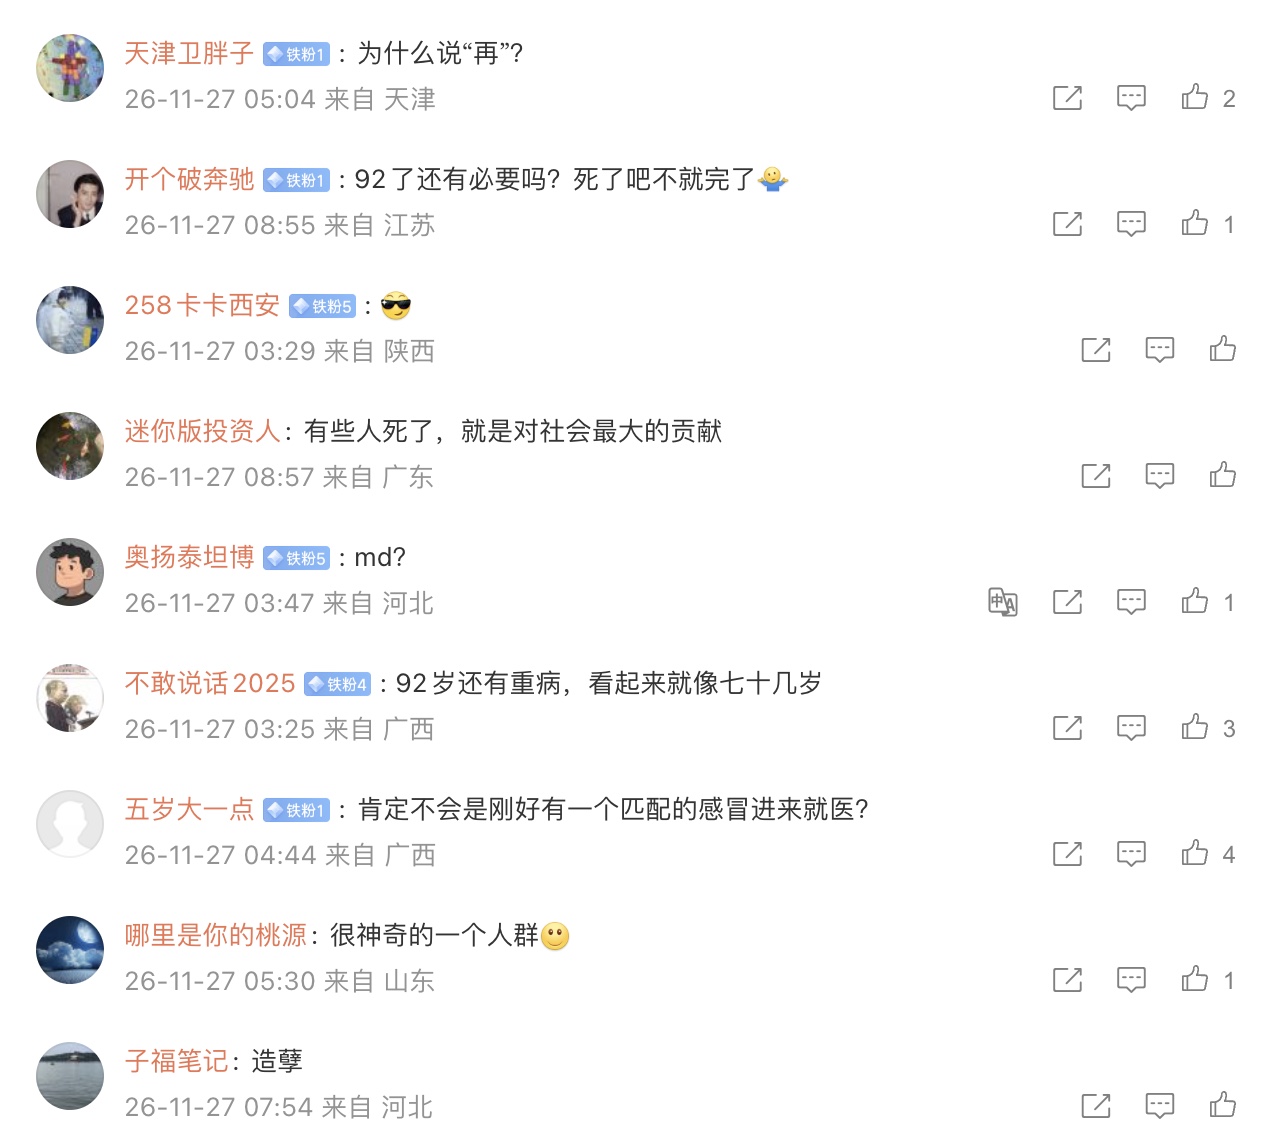 天津卫胖子 铁粉1：为什么说“再”？
26-11-27 05:04 来自 天津
2
开个破奔驰 铁粉1：92了还有必要吗？死了吧不就完了🤷
26-11-27 08:55 来自 江苏
1
258卡卡西安 铁粉5：😎
26-11-27 03:29 来自 陕西
迷你版投资人：有些人死了，就是对社会最大的贡献
26-11-27 08:57 来自 广东
奥扬泰坦博 铁粉5：md?
26-11-27 03:47 来自 河北
中A
1
不敢说话2025 铁粉4：92岁还有重病，看起来就像七十几岁
26-11-27 03:25 来自 广西
3
五岁大一点 铁粉1：肯定不会是刚好有一个匹配的感冒进来就医？
26-11-27 04:44 来自 广西
4
哪里是你的桃源：很神奇的一个人群😶
26-11-27 05:30 来自 山东
1
子福笔记：造孽
26-11-27 07:54 来自 河北